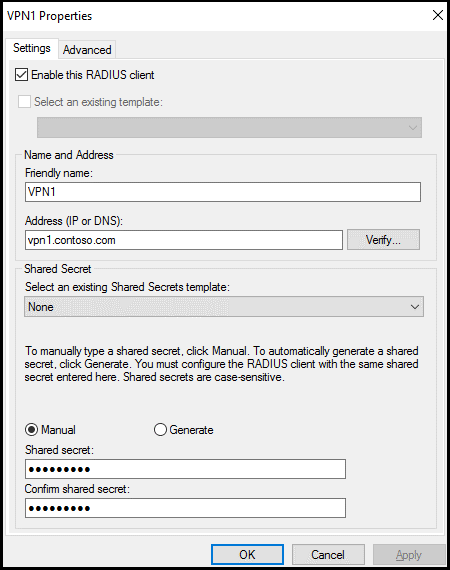 VPN1 Properties
Settings
Advanced
Enable this RADIUS client
Select an existing template:
Name and Address
Friendly name:
VPN1
Address (IP or DNS):
vpn1.contoso.com
Verify...
Shared Secret
Select an existing Shared Secrets template:
None
To manually type a shared secret, click Manual. To automatically generate a shared
secret, click Generate. You must configure the RADIUS client with the same shared
secret entered here. Shared secrets are case-sensitive.
Manual
Generate
Shared secret:
●●●●●●●●●
Confirm shared secret:
●●●●●●●●●
OK
Cancel
Apply